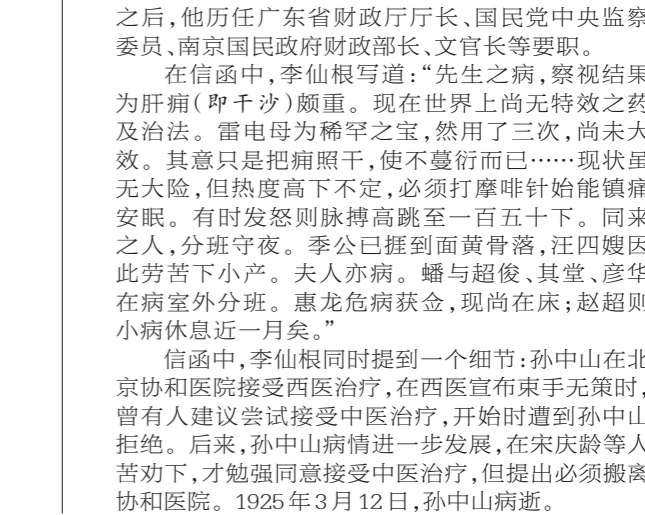 之后,他历任广东省财政厅厅长、国民党中央监察
委员、南京国民政府财政部长、文官长等要职。
在信函中,李仙根写道:“先生之病,察视结果
为肝痈(即干沙)颇重。现在世界上尚无特效之药
及治法。雷电母为稀罕之宝,然用了三次,尚未大
效。其意只是把痈照干,使不蔓衍而已……现状虽
无大险,但热度高下不定,必须打摩啡针始能镇痛
安眠。有时发怒则脉搏高跳至一百五十下。同来
之人,分班守夜。季公已捱到面黄骨落,汪四嫂因
此劳苦下小产。夫人亦病。蟠与超俊、其堂、彦华
在病室外分班。惠龙危病获佥,现尚在床;赵超则
小病休息近一月矣。”
信函中,李仙根同时提到一个细节:孙中山在北
京协和医院接受西医治疗,在西医宣布束手无策时,
曾有人建议尝试接受中医治疗,开始时遭到孙中山
拒绝。后来,孙中山病情进一步发展,在宋庆龄等人
苦劝下,才勉强同意接受中医治疗,但提出必须搬离
协和医院。1925年3月12日,孙中山病逝。